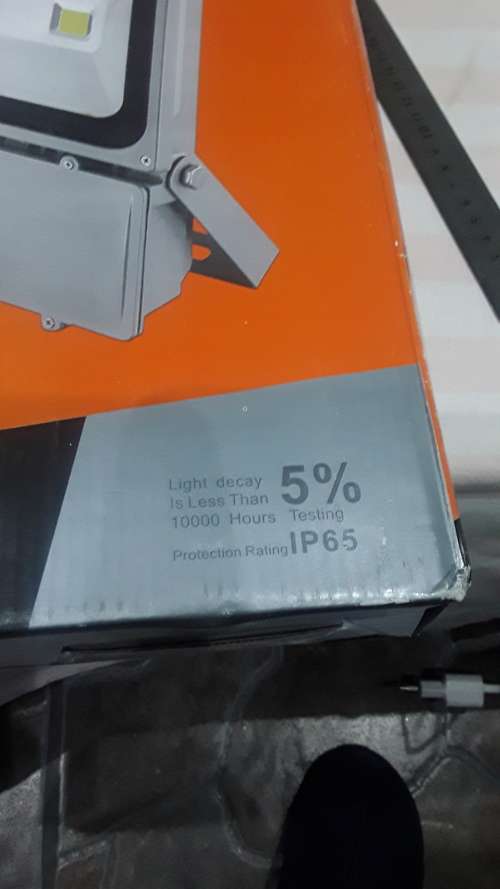 Light decay 5%
Is Less Than
10000 Hours Testing
Protection Rating IP65